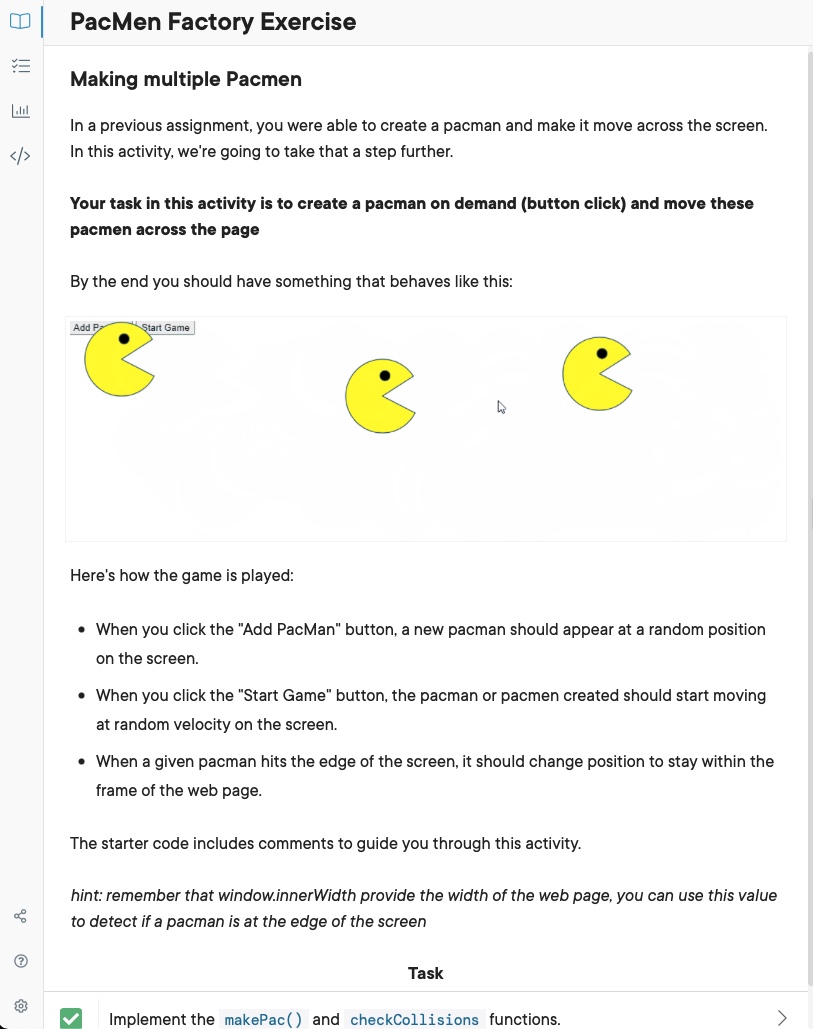 PacMen Factory Exercise
Making multiple Pacmen
In a previous assignment, you were able to create a pacman and make it move across the screen.
In this activity, we're going to take that a step further.
Your task in this activity is to create a pacman on demand (button click) and move these
pacmen across the page
By the end you should have something that behaves like this:
Add Start Game
Here's how the game is played:
• When you click the "Add PacMan" button, a new pacman should appear at a random position
on the screen.
• When you click the "Start Game" button, the pacman or pacmen created should start moving
at random velocity on the screen.
• When a given pacman hits the edge of the screen, it should change position to stay within the
frame of the web page.
The starter code includes comments to guide you through this activity.
hint: remember that window.innerWidth provide the width of the web page, you can use this value
to detect if a pacman is at the edge of the screen
Task
Implement the makePac() and checkCollisions functions.